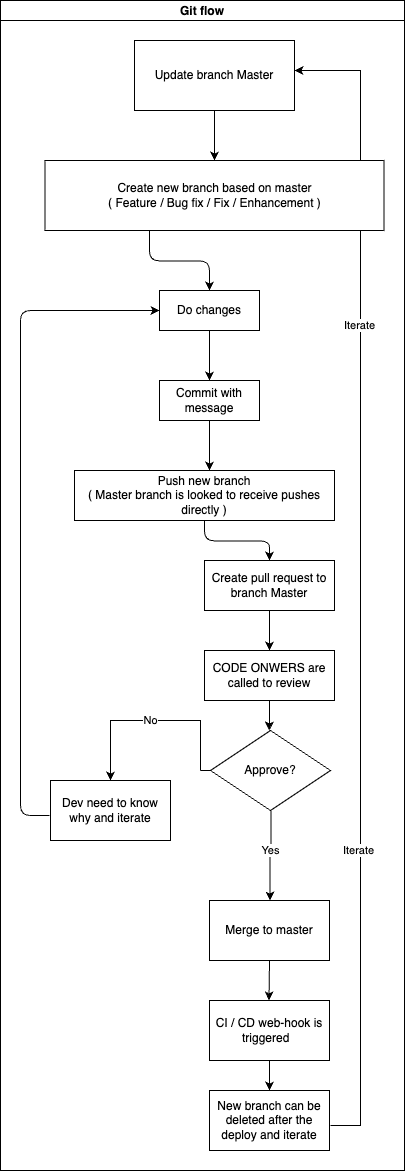 Git flow
Update branch Master
Create new branch based on master
( Feature / Bug fix / Fix / Enhancement )
Do changes
Iterate
Commit with
message
Push new branch
( Master branch is looked to receive pushes
directly )
Create pull request to
branch Master
CODE ONWERS are
called to review
No
Approve?
Dev need to know
why and iterate
Yes
Iterate
Merge to master
CI / CD web-hook is
triggered
New branch can be
deleted after the
deploy and iterate